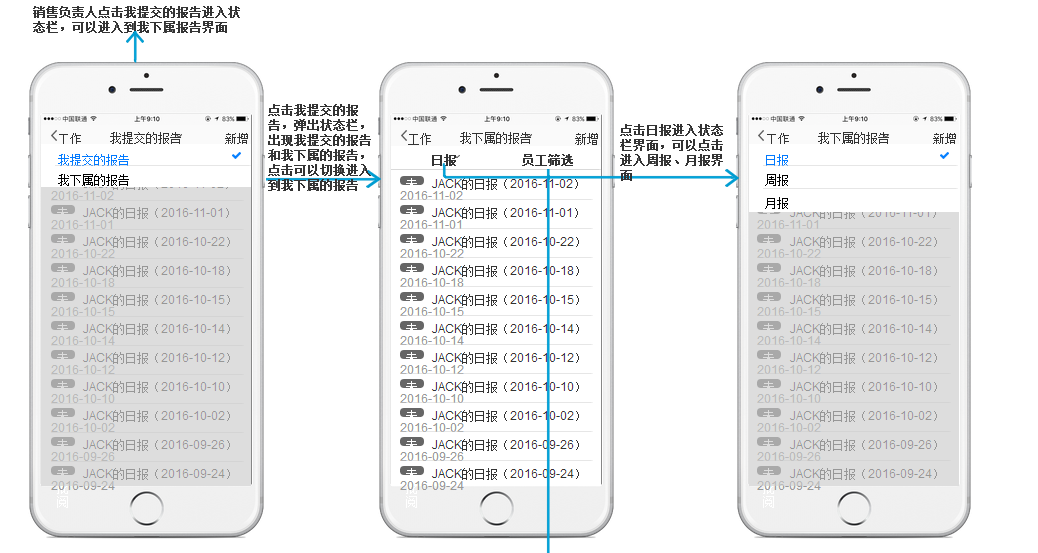 销售负责人点击我提交的报告进入状
态栏，可以进入到我下属报告界面
中国联通
上午9:10
83%
工作
我提交的报告
新增
我提交的报告
我下属的报告
2016-11-02
JACK的日报（2016-11-01）
2016-11-01
JACK的日报（2016-10-22）
2016-10-22
JACK的日报（2016-10-18）
2016-10-18
JACK的日报（2016-10-15）
2016-10-15
JACK的日报（2016-10-14）
2016-10-14
JACK的日报（2016-10-12）
2016-10-12
JACK的日报（2016-10-10）
2016-10-10
JACK的日报（2016-10-02）
2016-10-02
JACK的日报（2016-09-26）
2016-09-26
JACK的日报（2016-09-24）
2016-09-24
点击我提交的报
告，弹出状态栏，
出现我提交的报告
和我下属的报告，
点击可以切换进入
到我下属的报告
中国联通
上午9:10
83%
工作
我下属的报告
新增
日报
员工筛选
JACK的日报（2016-11-02）
2016-11-02
JACK的日报（2016-11-01）
2016-11-01
JACK的日报（2016-10-22）
2016-10-22
JACK的日报（2016-10-18）
2016-10-18
JACK的日报（2016-10-15）
2016-10-15
JACK的日报（2016-10-14）
2016-10-14
JACK的日报（2016-10-12）
2016-10-12
JACK的日报（2016-10-10）
2016-10-10
JACK的日报（2016-10-02）
2016-10-02
JACK的日报（2016-09-26）
2016-09-26
JACK的日报（2016-09-24）
2016-09-24
点击日报进入状态
栏界面，可以点击
进入周报、月报界
面
中国联通
上午9:10
83%
工作
我下属的报告
新增
日报
周报
月报
JACK的日报（2016-11-01）
2016-11-01
JACK的日报（2016-10-22）
2016-10-22
JACK的日报（2016-10-18）
2016-10-18
JACK的日报（2016-10-15）
2016-10-15
JACK的日报（2016-10-14）
2016-10-14
JACK的日报（2016-10-12）
2016-10-12
JACK的日报（2016-10-10）
2016-10-10
JACK的日报（2016-10-02）
2016-10-02
JACK的日报（2016-09-26）
2016-09-26
JACK的日报（2016-09-24）
2016-09-24